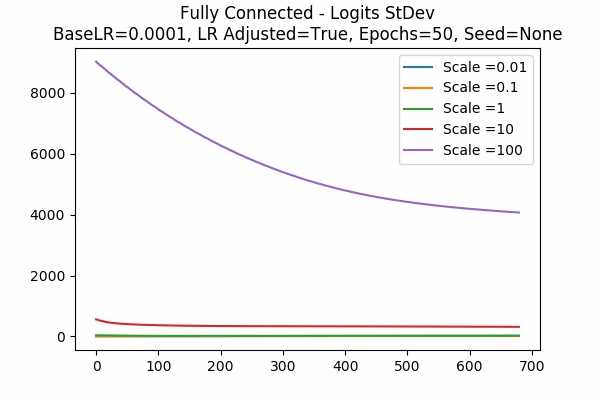 Fully Connected - Logits StDev
BaseLR=0.0001, LR Adjusted=True, Epochs=50, Seed=None
Scale =0.01
Scale =0.1
Scale =1
Scale =10
Scale =100
8000
6000
4000
2000
0
0 100 200 300 400 500 600 700